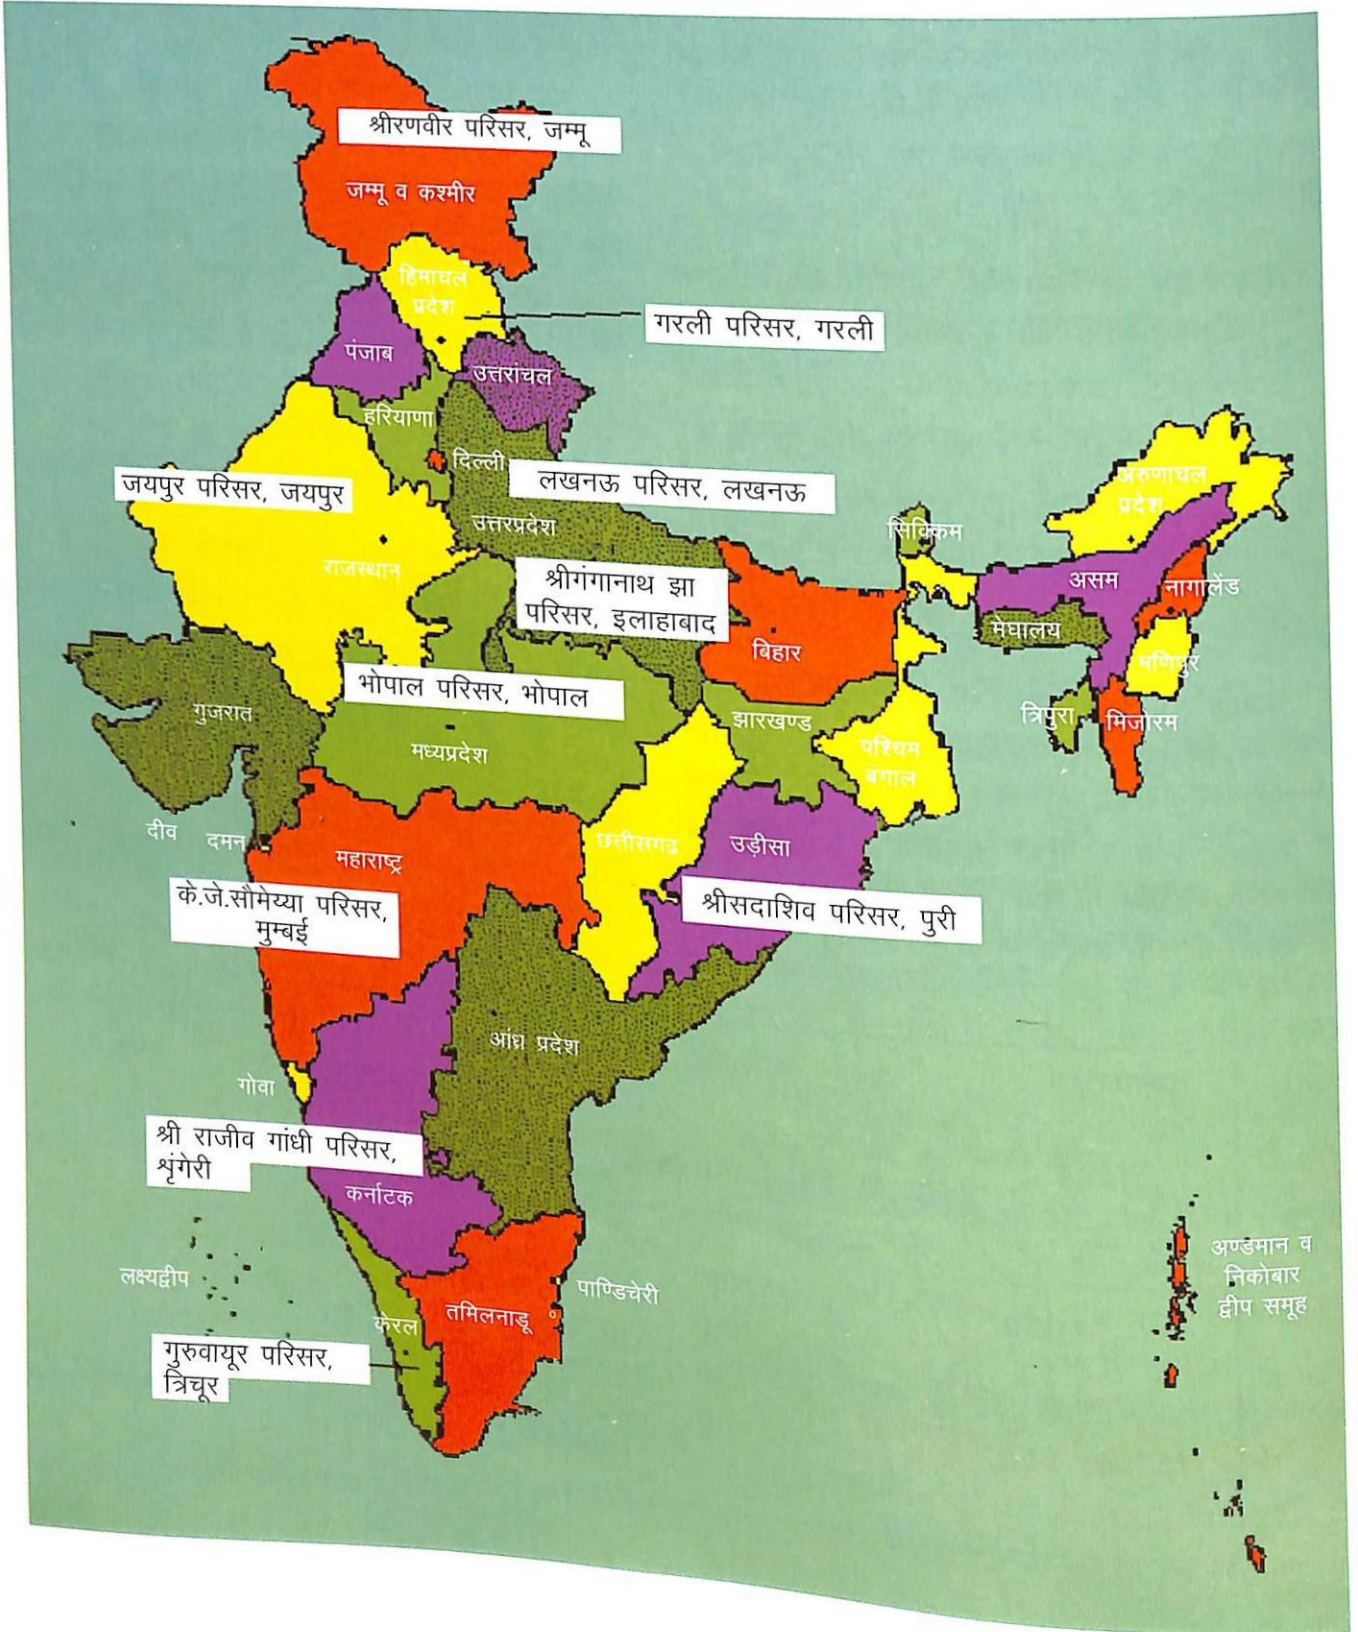 श्रीरणवीर परिसर, जम्मू
जम्मू व कश्मीर
हिमाचल
प्रदेश
गरली परिसर, गरली
पंजाब
उत्तरांचल
हरियाणा
दिल्ली
लखनऊ परिसर, लखनऊ
जयपुर परिसर, जयपुर
उत्तरप्रदेश
राजस्थान
अरुणाचल
प्रदेश
सिक्किम
असम
नागालेंड
श्रीगंगानाथ झा
परिसर, इलाहाबाद
बिहार
मेघालय
मणिपुर
भोपाल परिसर, भोपाल
गुजरात
झारखण्ड
त्रिपुरा
मिजोरम
मध्यप्रदेश
पश्चिम
बंगाल
दीव
दमन
महाराष्ट्र
छत्तीसगढ
उड़ीसा
के.जे.सौमेय्या परिसर,
मुम्बई
श्रीसदाशिव परिसर, पुरी
आंध्र प्रदेश
गोवा
श्री राजीव गांधी परिसर,
शृंगेरी
कर्नाटक
लक्ष्यद्वीप
पाण्डिचेरी
अण्डमान व
निकोबार
द्वीप समूह
केरल
तमिलनाडू
गुरुवायूर परिसर,
त्रिचूर